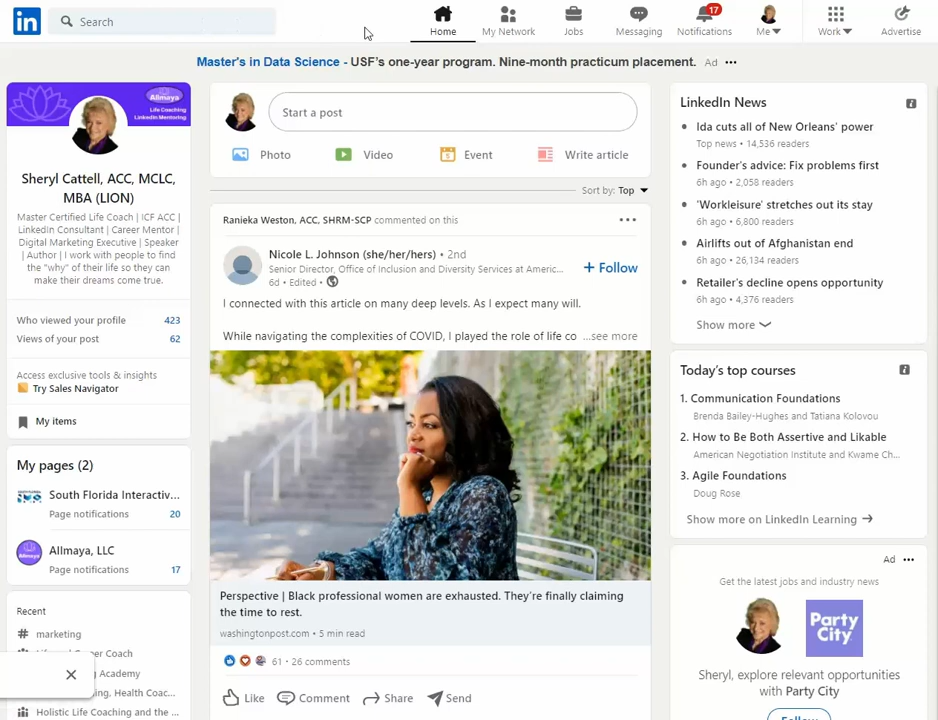 in
Search
Home
My Network
Jobs
Messaging
17
Notifications
Me
Work
Advertise
Master's in Data Science - USF's one-year program. Nine-month practicum placement. Ad •••
Allmaya
Life Coaching
LinkedIn Mentoring
Sheryl Cattell, ACC, MCLC,
MBA (LION)
Master Certified Life Coach | ICF ACC |
LinkedIn Consultant | Career Mentor |
Digital Marketing Executive | Speaker
| Author | I work with people to find
the "why" of their life so they can
make their dreams come true.
Who viewed your profile 423
Views of your post 62
Access exclusive tools & insights
Try Sales Navigator
My items
My pages (2)
South Florida Interactiv...
Page notifications 20
Allmaya
Allmaya, LLC
Page notifications 17
Recent
# marketing
Career Coach
Academy
Health Coac...
Holistic Life Coaching and the ...
Start a post
Photo
Video
Event
Write article
Sort by: Top
Ranieka Weston, ACC, SHRM-SCP commented on this
Nicole L. Johnson (she/her/hers) • 2nd
Senior Director, Office of Inclusion and Diversity Services at Americ...
6d • Edited •
+ Follow
I connected with this article on many deep levels. As I expect many will.
While navigating the complexities of COVID, I played the role of life co ...see more
Perspective | Black professional women are exhausted. They're finally claiming
the time to rest.
washingtonpost.com • 5 min read
61 • 26 comments
Like
Comment
Share
Send
LinkedIn News
Ida cuts all of New Orleans' power
Top news • 14,536 readers
Founder's advice: Fix problems first
6h ago • 2,058 readers
'Workleisure' stretches out its stay
6h ago • 6,800 readers
Airlifts out of Afghanistan end
6h ago • 26,134 readers
Retailer's decline opens opportunity
6h ago • 4,376 readers
Show more
Today's top courses
1. Communication Foundations
Brenda Bailey-Hughes and Tatiana Kolovou
2. How to Be Both Assertive and Likable
American Negotiation Institute and Kwame Ch...
3. Agile Foundations
Doug Rose
Show more on LinkedIn Learning →
Ad •••
Get the latest jobs and industry news
Party
City
Sheryl, explore relevant opportunities
with Party City
Follow